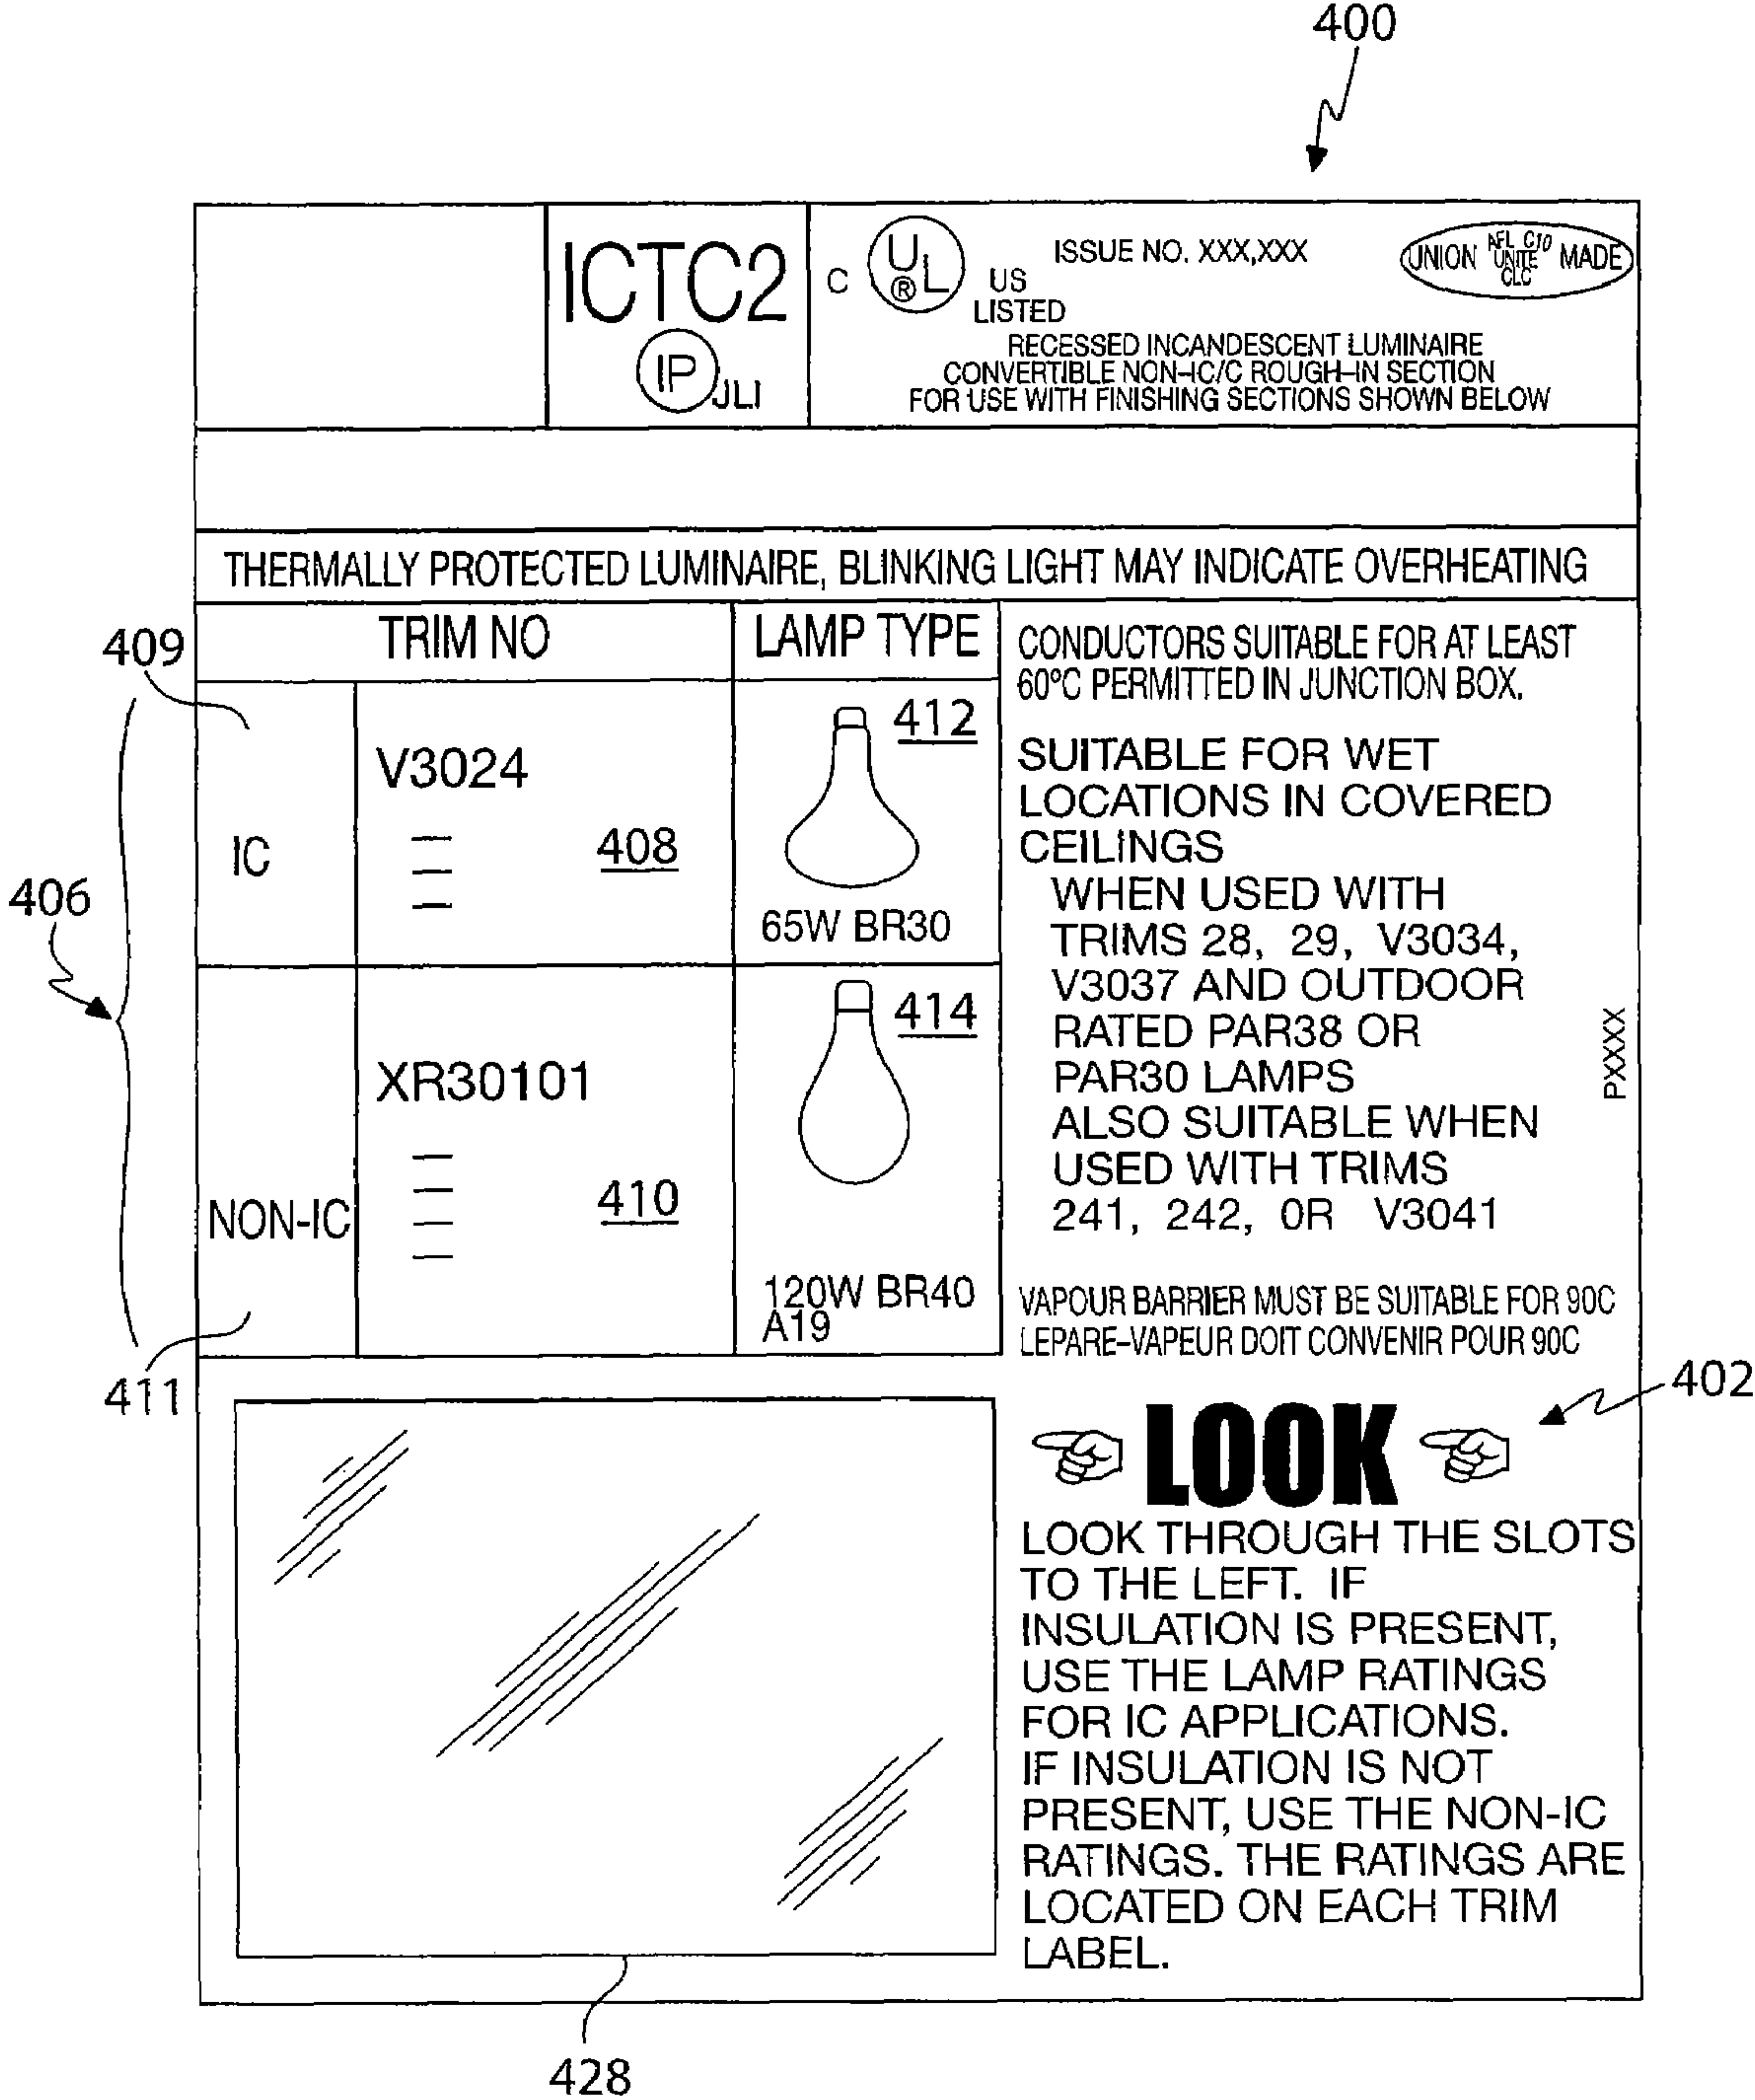 400
ICTC2
IP JLI
C UL ® US
LISTED
ISSUE NO. XXX,XXX
UNION AFL C10 UNITE CLC MADE
RECESSED INCANDESCENT LUMINAIRE
CONVERTIBLE NON-IC/C ROUGH-IN SECTION
FOR USE WITH FINISHING SECTIONS SHOWN BELOW
THERMALLY PROTECTED LUMINAIRE, BLINKING LIGHT MAY INDICATE OVERHEATING
406
409
TRIM NO
LAMP TYPE
IC
V3024
408
412
65W BR30
NON-IC
XR30101
410
414
120W BR40
A19
411
CONDUCTORS SUITABLE FOR AT LEAST
60°C PERMITTED IN JUNCTION BOX.
SUITABLE FOR WET
LOCATIONS IN COVERED
CEILINGS
WHEN USED WITH
TRIMS 28, 29, V3034,
V3037 AND OUTDOOR
RATED PAR38 OR
PAR30 LAMPS
ALSO SUITABLE WHEN
USED WITH TRIMS
241, 242, OR V3041
PXXXX
VAPOUR BARRIER MUST BE SUITABLE FOR 90C
LEPARE-VAPEUR DOIT CONVENIR POUR 90C
402
LOOK
LOOK THROUGH THE SLOTS
TO THE LEFT. IF
INSULATION IS PRESENT,
USE THE LAMP RATINGS
FOR IC APPLICATIONS.
IF INSULATION IS NOT
PRESENT, USE THE NON-IC
RATINGS. THE RATINGS ARE
LOCATED ON EACH TRIM
LABEL.
428